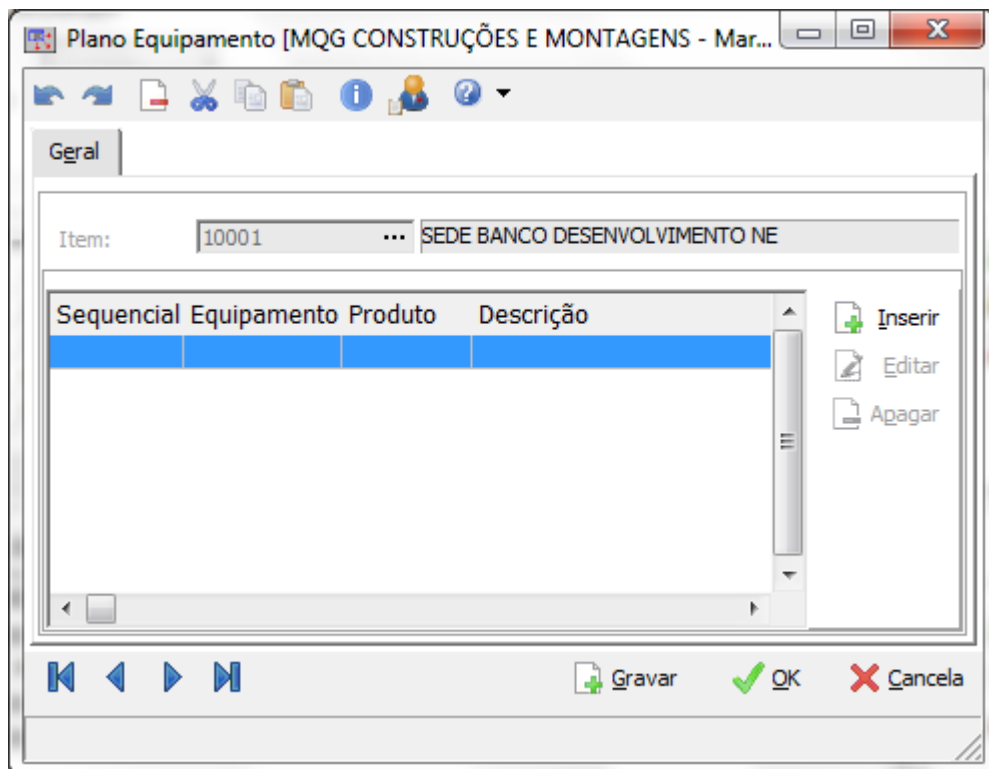 Plano Equipamento [MQG CONSTRUÇÕES E MONTAGENS - Mar...
Geral
Item: 10001 ... SEDE BANCO DESENVOLVIMENTO NE
Sequencial Equipamento Produto Descrição
Inserir
Editar
Apagar
Gravar OK Cancela